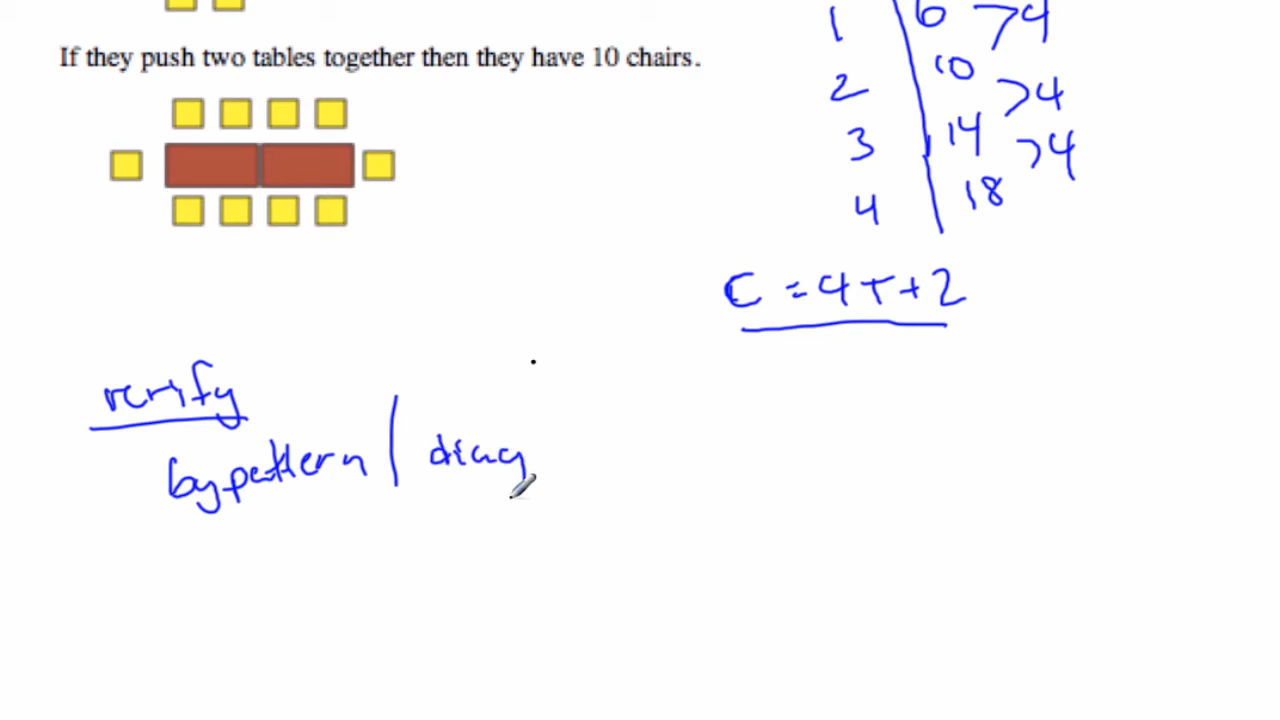 1 | 6 >4
If they push two tables together then they have 10 chairs.
2 | 10 >4
3 | 14 >4
4 | 18
C = 4T+2
verify
by pattern | diag